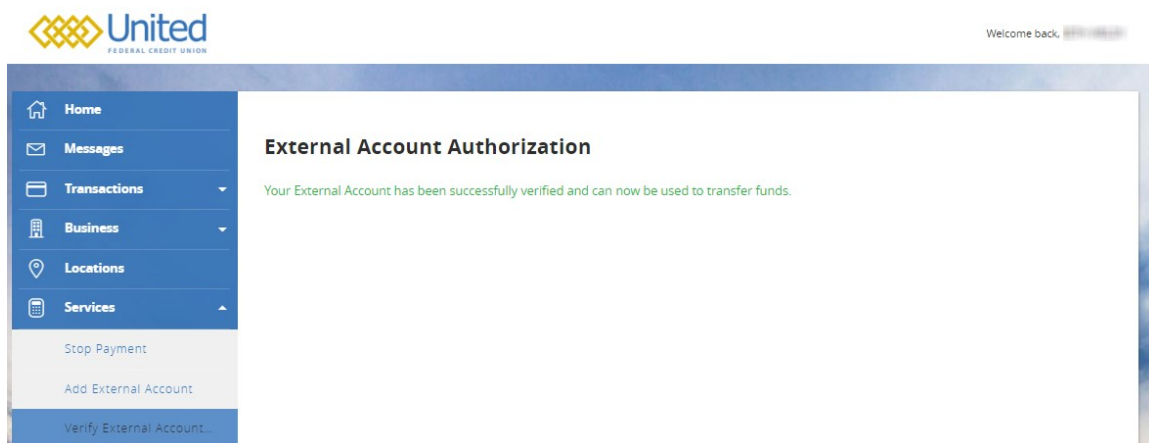 United
FEDERAL CREDIT UNION
Welcome back,
Home
Messages
Transactions
Business
Locations
Services
Stop Payment
Add External Account
Verify External Account...
External Account Authorization
Your External Account has been successfully verified and can now be used to transfer funds.